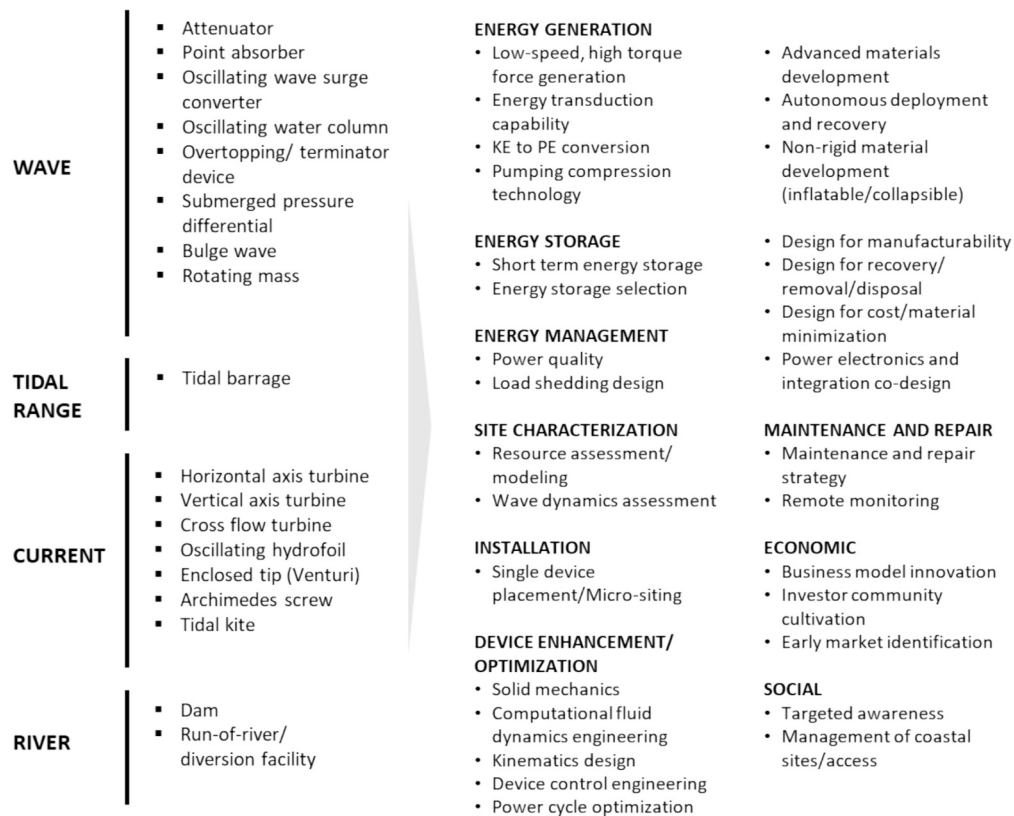 WAVE
▪ Attenuator
▪ Point absorber
▪ Oscillating wave surge
converter
▪ Oscillating water column
▪ Overtopping/ terminator
device
▪ Submerged pressure
differential
▪ Bulge wave
▪ Rotating mass
TIDAL
RANGE
▪ Tidal barrage
CURRENT
▪ Horizontal axis turbine
▪ Vertical axis turbine
▪ Cross flow turbine
▪ Oscillating hydrofoil
▪ Enclosed tip (Venturi)
▪ Archimedes screw
▪ Tidal kite
RIVER
▪ Dam
▪ Run-of-river/
diversion facility
ENERGY GENERATION
• Low-speed, high torque
force generation
• Energy transduction
capability
• KE to PE conversion
• Pumping compression
technology
ENERGY STORAGE
• Short term energy storage
• Energy storage selection
ENERGY MANAGEMENT
• Power quality
• Load shedding design
SITE CHARACTERIZATION
• Resource assessment/
modeling
• Wave dynamics assessment
INSTALLATION
• Single device
placement/Micro-siting
DEVICE ENHANCEMENT/
OPTIMIZATION
• Solid mechanics
• Computational fluid
dynamics engineering
• Kinematics design
• Device control engineering
• Power cycle optimization
• Advanced materials
development
• Autonomous deployment
and recovery
• Non-rigid material
development
(inflatable/collapsible)
• Design for manufacturability
• Design for recovery/
removal/disposal
• Design for cost/material
minimization
• Power electronics and
integration co-design
MAINTENANCE AND REPAIR
• Maintenance and repair
strategy
• Remote monitoring
ECONOMIC
• Business model innovation
• Investor community
cultivation
• Early market identification
SOCIAL
• Targeted awareness
• Management of coastal
sites/access